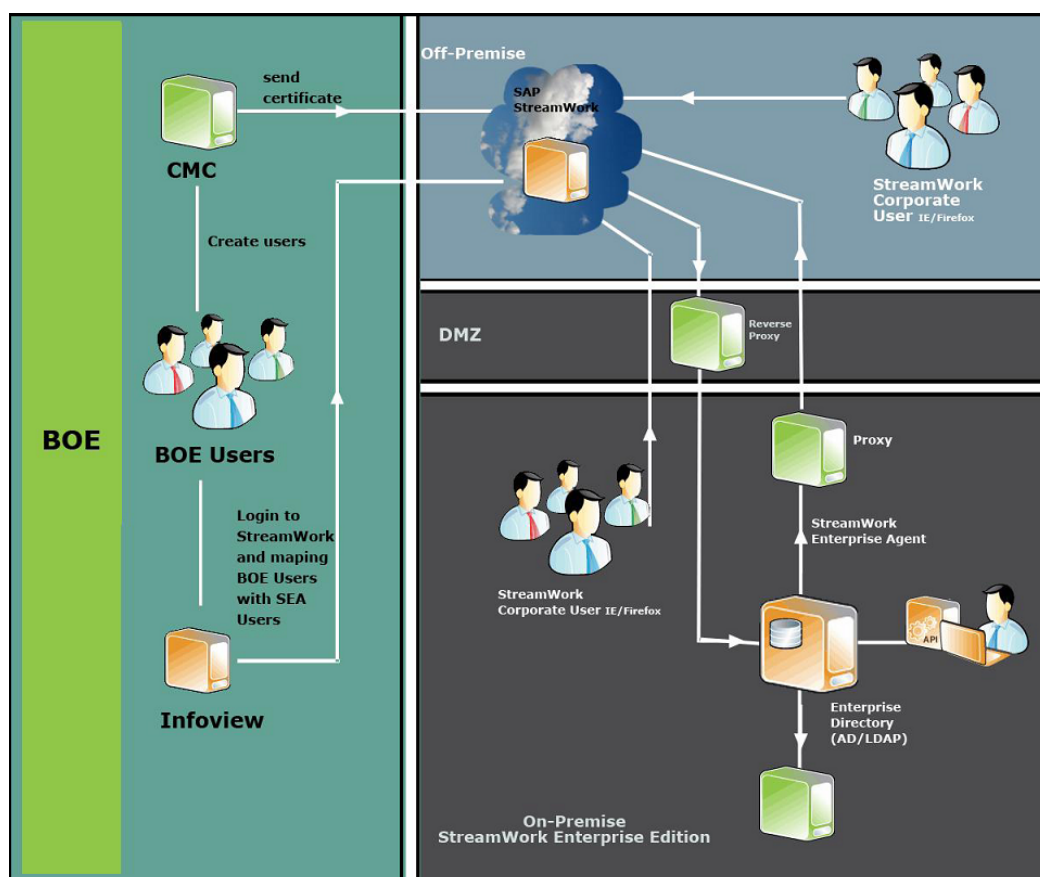 BOE
send
certificate
CMC
Create users
BOE Users
Login to
StreamWork
and maping
BOE Users
with SEA
Users
Infoview
Off-Premise
SAP
StreamWork
StreamWork
Corporate
User IE/Firefox
DMZ
Reverse
Proxy
Proxy
StreamWork
Enterprise Agent
StreamWork
Corporate User IE/Firefox
API
Enterprise
Directory
(AD/LDAP)
On-Premise
StreamWork Enterprise Edition